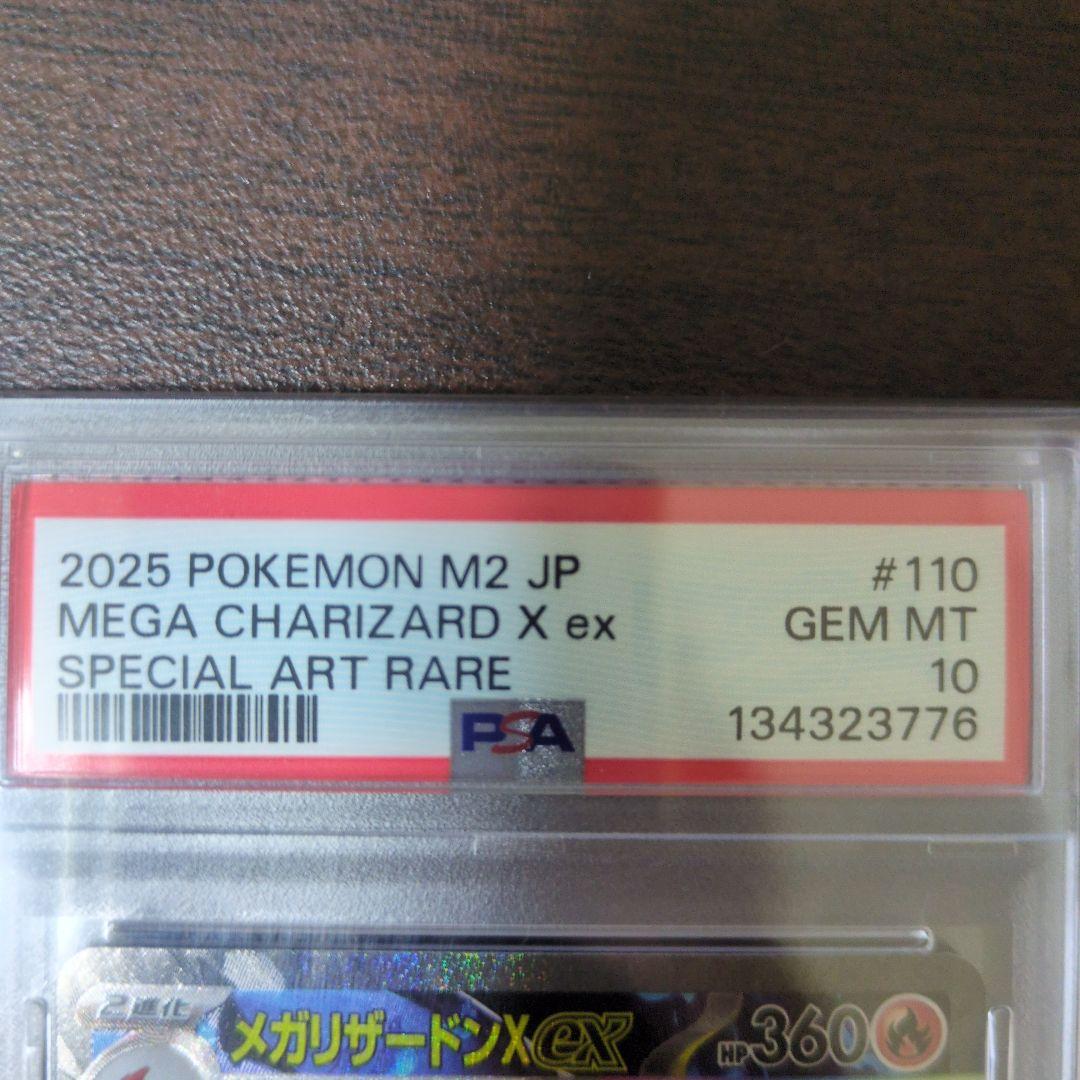 2025 POKEMON M2 JP #110
MEGA CHARIZARD X ex GEM MT
SPECIAL ART RARE 10
PSA 134323776
2進化 メガリザードンXex HP360